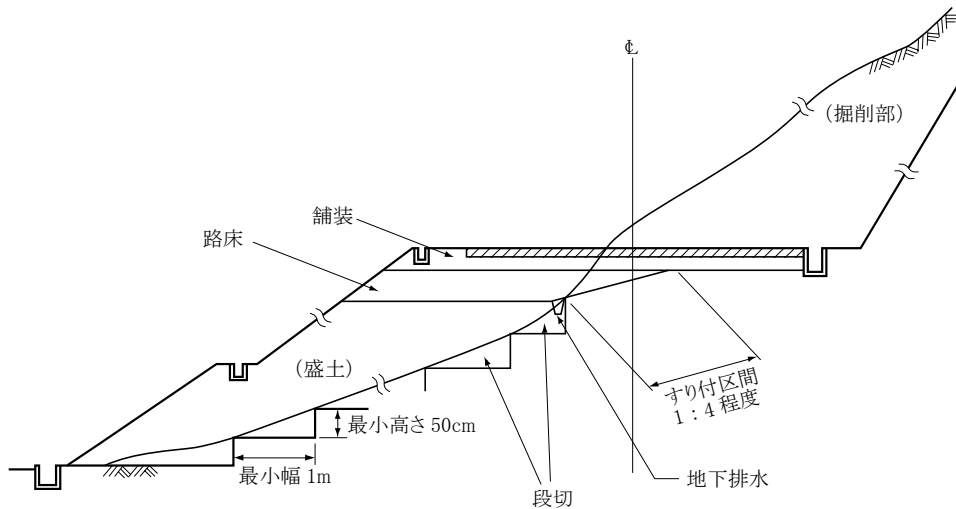 ℄
(掘削部)
舗装
路床
(盛土)
すり付区間
1:4程度
最小高さ 50cm
最小幅 1m
地下排水
段切